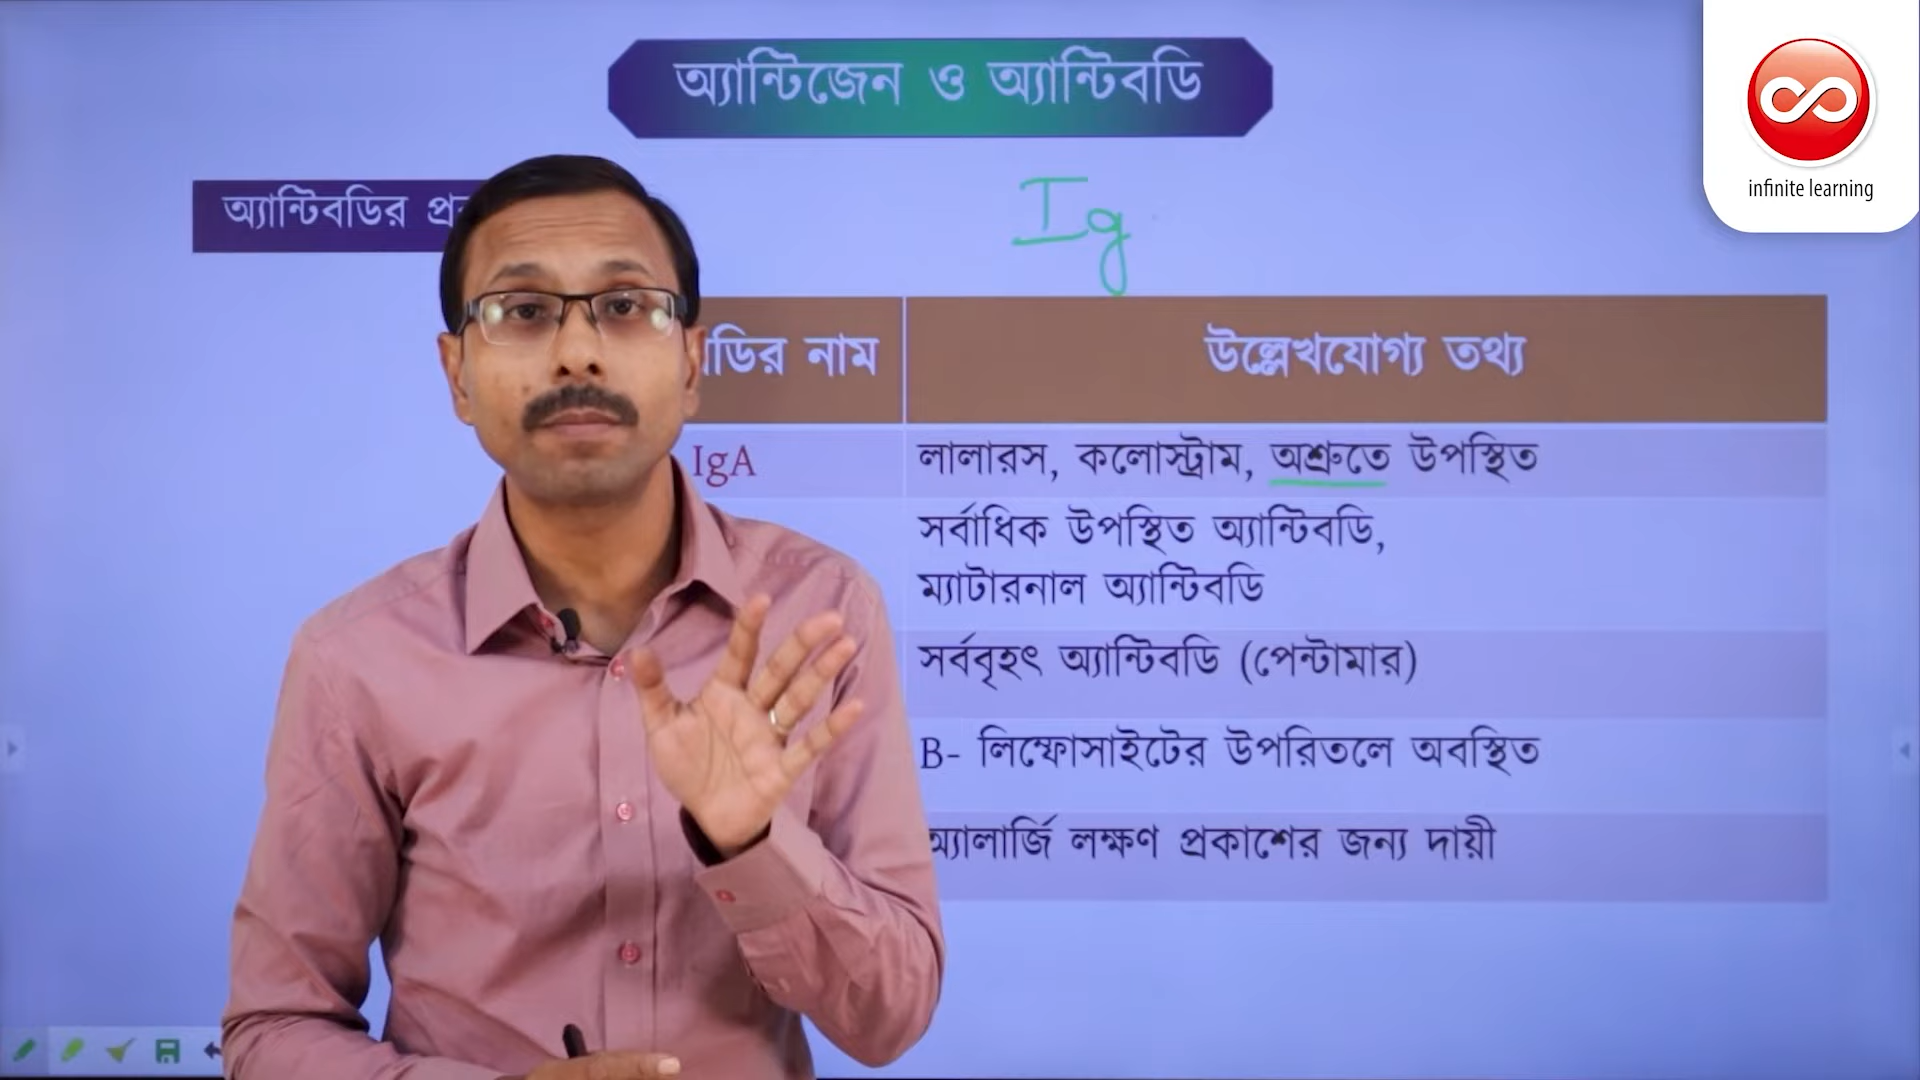 অ্যান্টিজেন ও অ্যান্টিবডি
infinite learning
অ্যান্টিবডির
Ig
নাম
উল্লেখযোগ্য তথ্য
IgA
লালারস, কলোস্ট্রাম, অশ্রুতে উপস্থিত
সর্বাধিক উপস্থিত অ্যান্টিবডি,
ম্যাটারনাল অ্যান্টিবডি
সর্ববৃহৎ অ্যান্টিবডি (পেন্টামার)
B- লিম্ফোসাইটের উপরিতলে অবস্থিত
অ্যালার্জি লক্ষণ প্রকাশের জন্য দায়ী